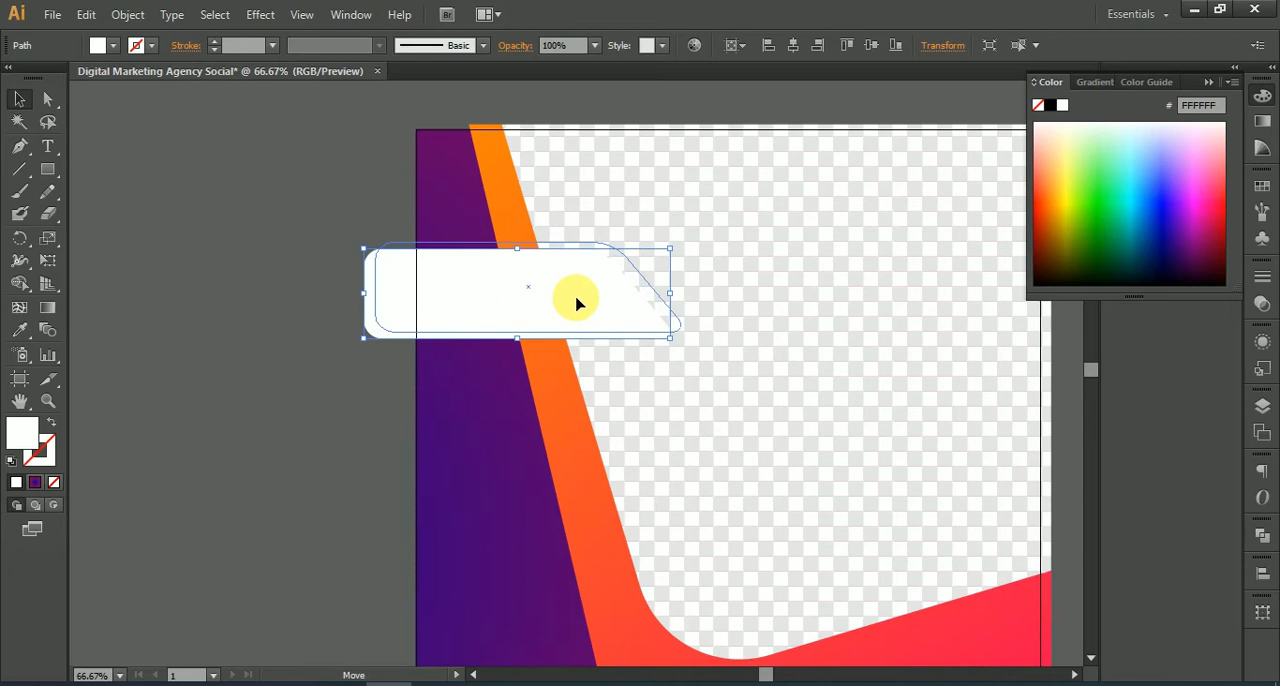 Ai File Edit Object Type Select Effect View Window Help Br Essentials
Path Stroke: Basic Opacity: 100% Style: Transform
Digital Marketing Agency Social* @ 66.67% (RGB/Preview) ×
Color Gradient Color Guide
# FFFFFF
66.67% 1 Move